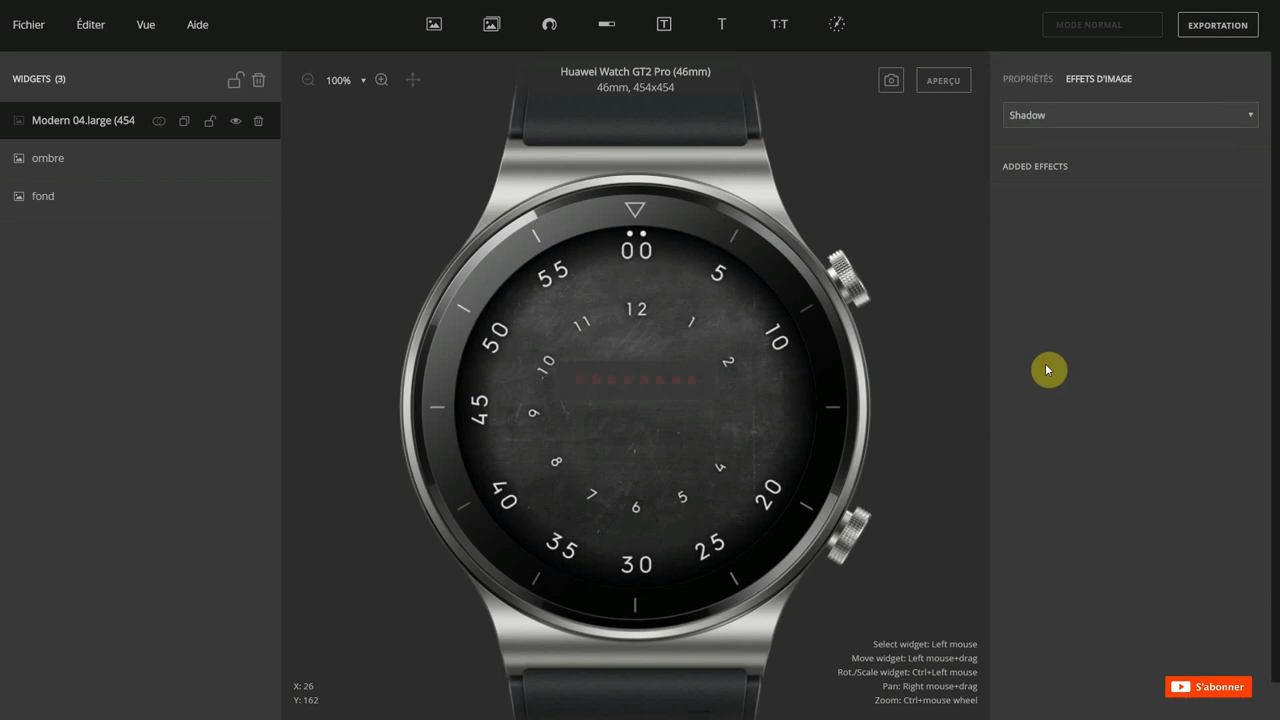 Fichier Éditer Vue Aide
T T T:T
MODE NORMAL EXPORTATION
WIDGETS (3)
100%
Huawei Watch GT2 Pro (46mm)
46mm, 454x454
APERÇU
PROPRIÉTÉS EFFETS D'IMAGE
Shadow
ADDED EFFECTS
Modern 04.large (454
ombre
fond
00
5
10
20
25
30
35
40
45
50
55
12
1
2
4
5
6
7
8
9
10
11
Select widget: Left mouse
Move widget: Left mouse+drag
Rot./Scale widget: Ctrl+Left mouse
Pan: Right mouse+drag
Zoom: Ctrl+mouse wheel
X: 26
Y: 162
S'abonner